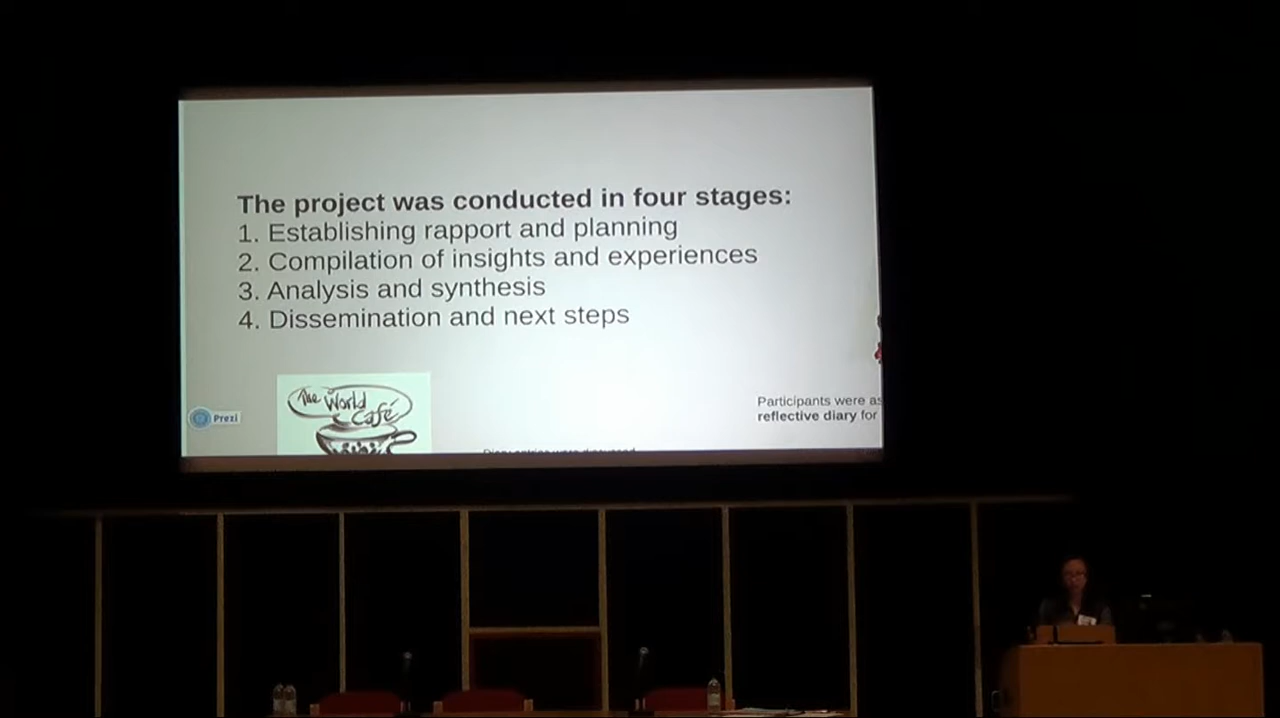 The project was conducted in four stages:
1. Establishing rapport and planning
2. Compilation of insights and experiences
3. Analysis and synthesis
4. Dissemination and next steps
The World
Café
Prezi
Participants were as
reflective diary for